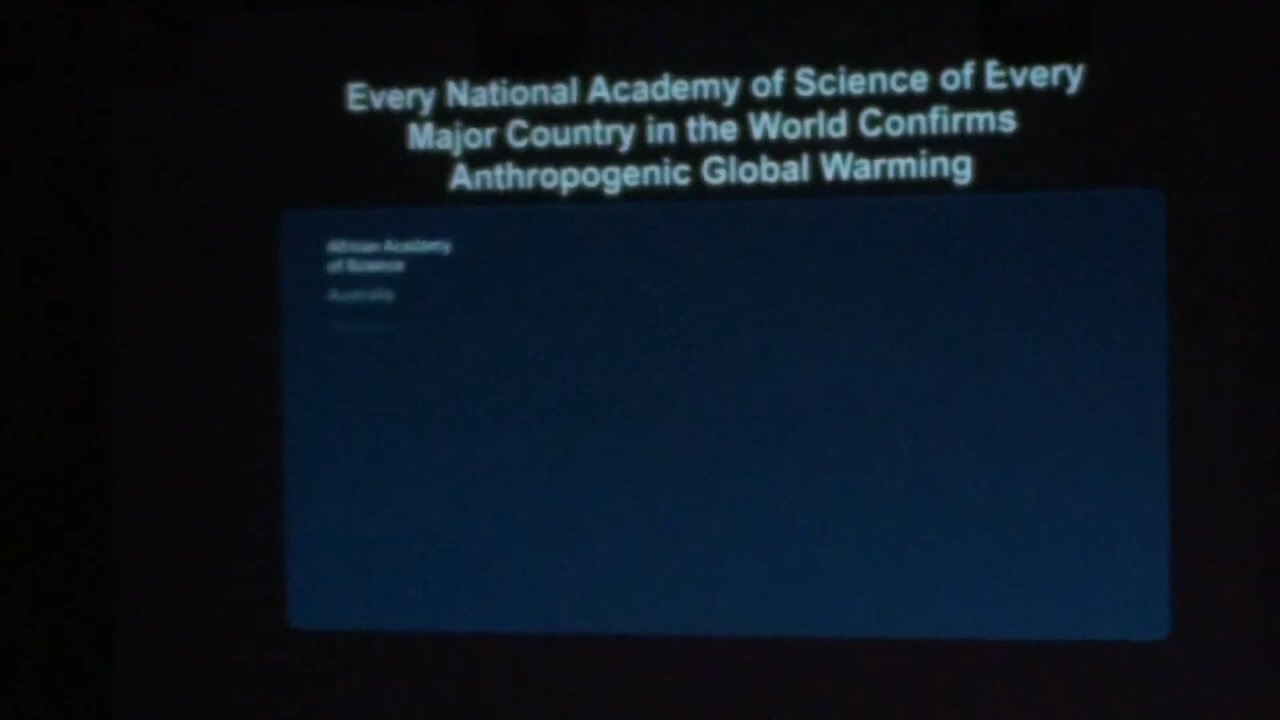 Every National Academy of Science of Every
Major Country in the World Confirms
Anthropogenic Global Warming
African Academy
of Science
Australia